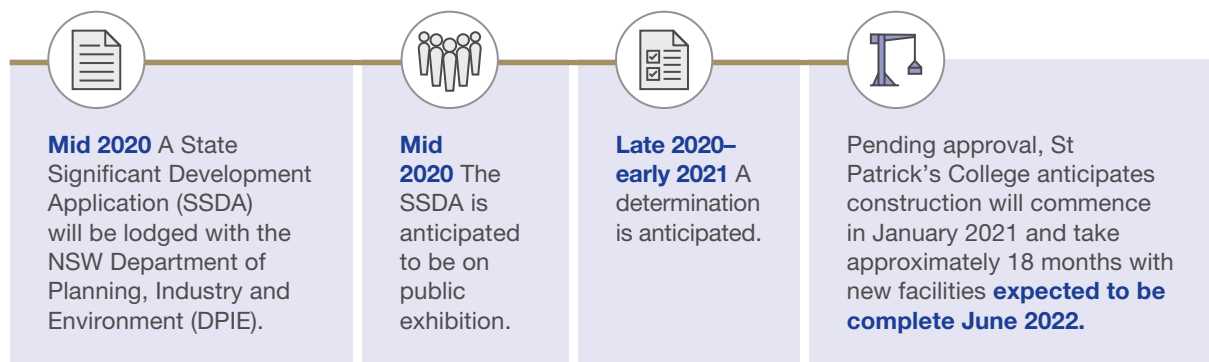 Mid 2020 A State
Significant Development
Application (SSDA)
will be lodged with the
NSW Department of
Planning, Industry and
Environment (DPIE).
Mid
2020 The
SSDA is
anticipated
to be on
public
exhibition.
Late 2020–
early 2021 A
determination
is anticipated.
Pending approval, St
Patrick’s College anticipates
construction will commence
in January 2021 and take
approximately 18 months with
new facilities expected to be
complete June 2022.